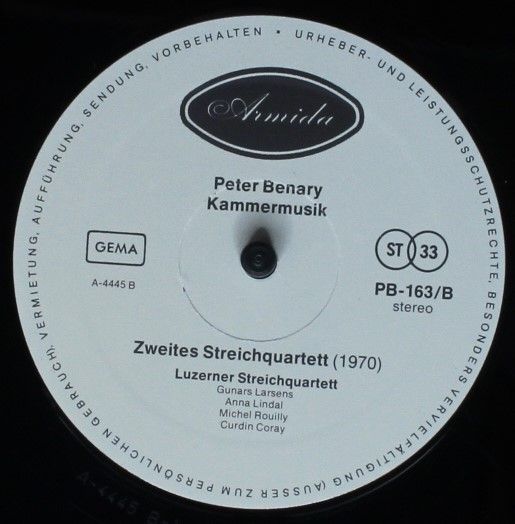 URHEBER- UND LEISTUNGSSCHUTZRECHTE, BESONDERS VERVIELFÄLTIGUNG (AUSSER ZUM PERSÖNLICHEN GEBRAUCH), VERMIETUNG, AUFFÜHRUNG, SENDUNG, VORBEHALTEN •
Armida
Peter Benary
Kammermusik
GEMA
ST 33
A-4445 B
PB-163/B
stereo
Zweites Streichquartett (1970)
Luzerner Streichquartett
Gunars Larsens
Anna Lindal
Michel Rouilly
Curdin Coray
A-4445 B-